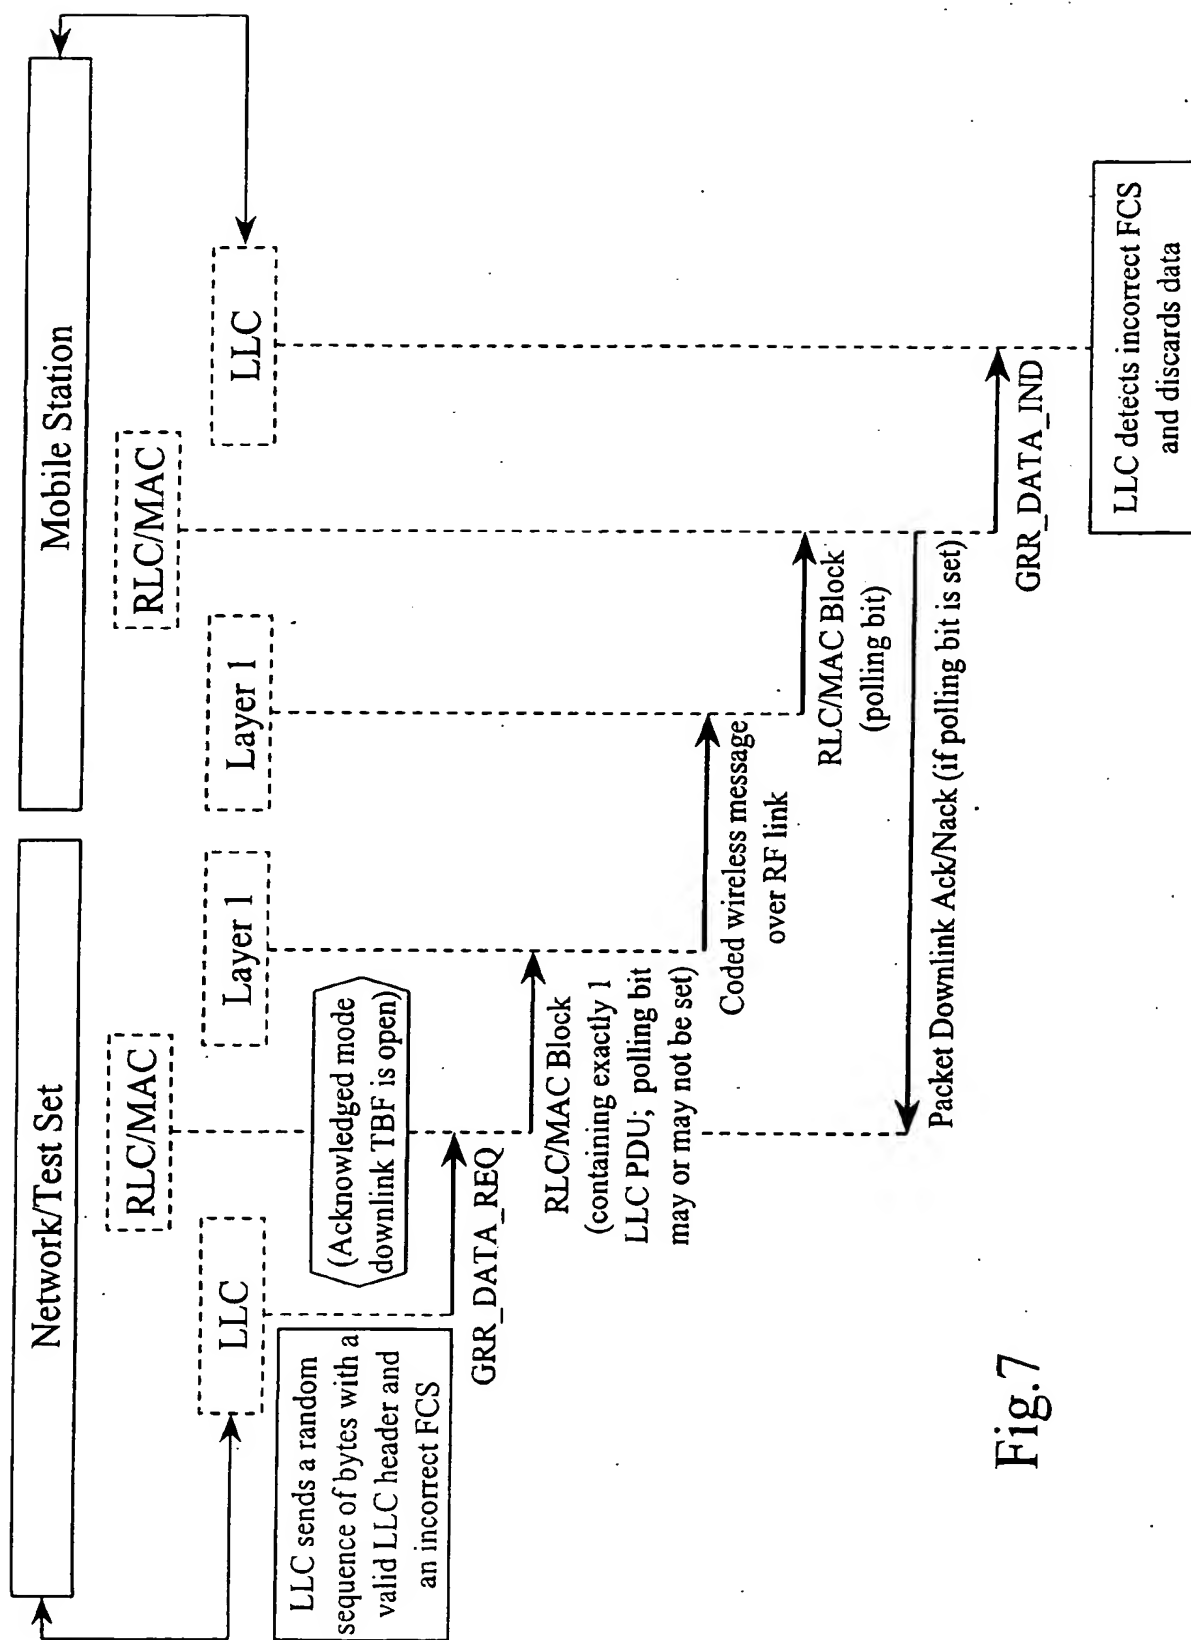 Network/Test Set
Mobile Station
RLC/MAC
RLC/MAC
LLC
Layer 1
Layer 1
LLC
LLC sends a random
sequence of bytes with a
valid LLC header and
an incorrect FCS
(Acknowledged mode
downlink TBF is open)
GRR_DATA_REQ
RLC/MAC Block
(containing exactly 1
LLC PDU; polling bit
may or may not be set)
Coded wireless message
over RF link
RLC/MAC Block
(polling bit)
Packet Downlink Ack/Nack (if polling bit is set)
GRR_DATA_IND
LLC detects incorrect FCS
and discards data
Fig.7